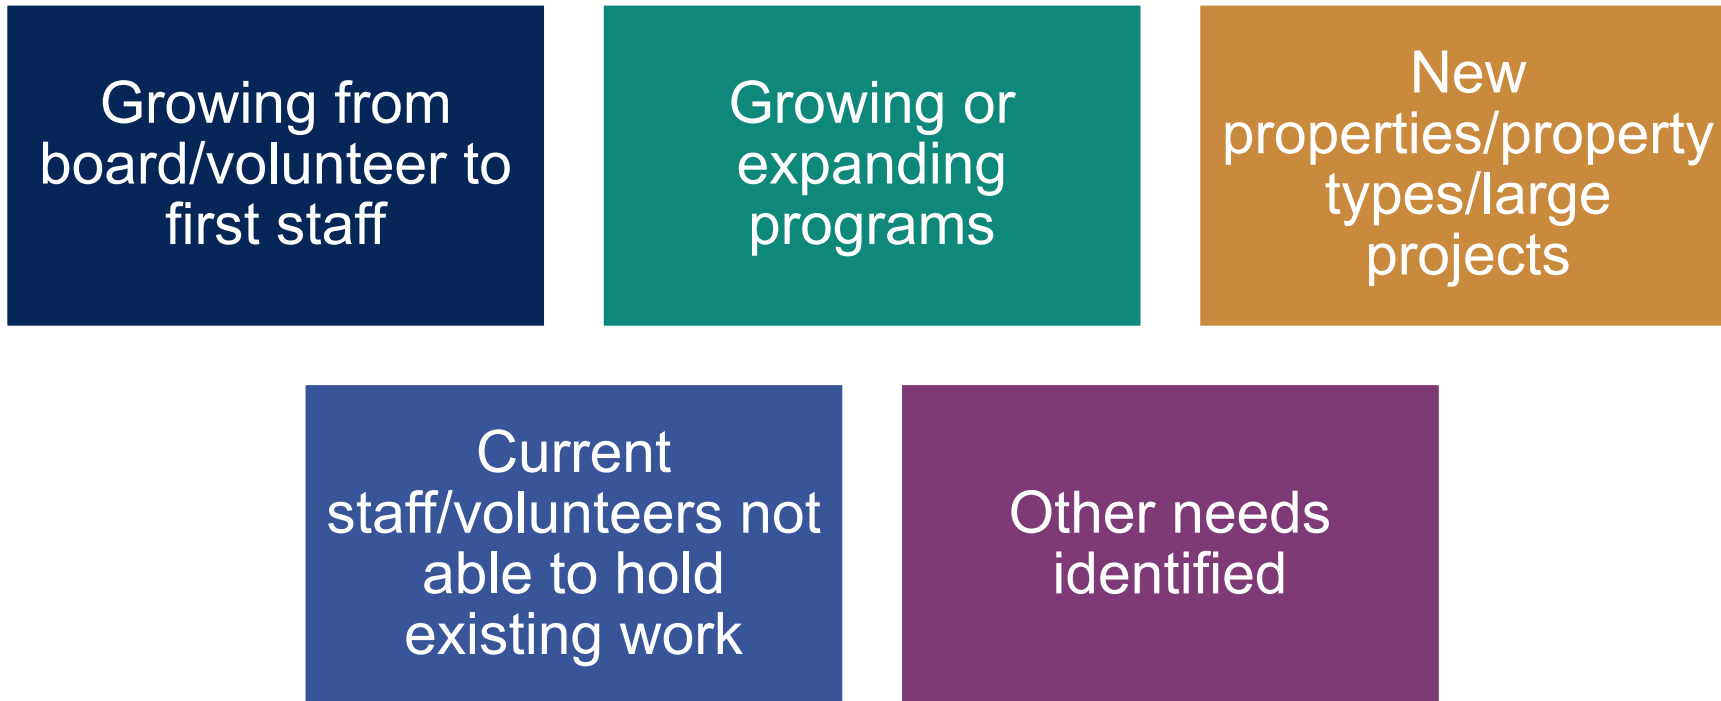 Growing from
board/volunteer to
first staff
Growing or
expanding
programs
New
properties/property
types/large
projects
Current
staff/volunteers not
able to hold
existing work
Other needs
identified